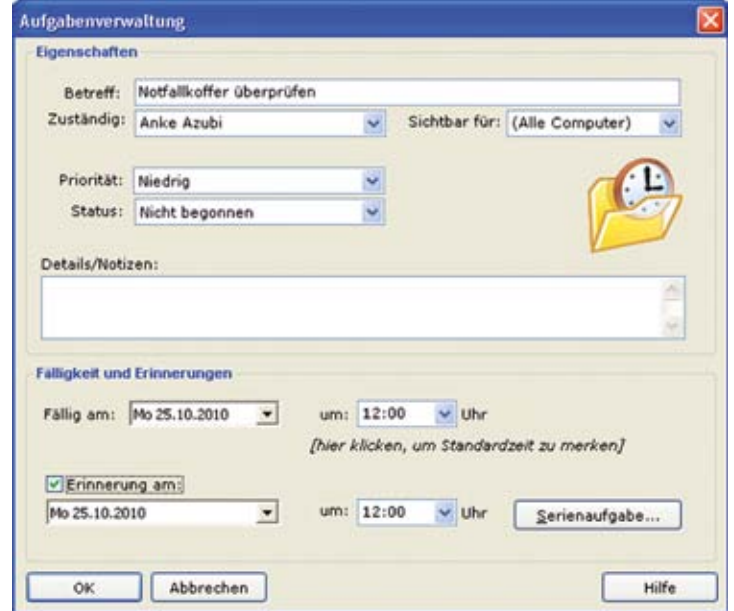 Aufgabenverwaltung
Eigenschaften
Betreff: Notfallkoffer überprüfen
Zuständig: Anke Azubi Sichtbar für: (Alle Computer)
Priorität: Niedrig
Status: Nicht begonnen
Details/Notizen:
Fälligkeit und Erinnerungen
Fällig am: Mo 25.10.2010 um: 12:00 Uhr
[hier klicken, um Standardzeit zu merken]
Erinnerung am:
Mo 25.10.2010 um: 12:00 Uhr Serienaufgabe...
OK Abbrechen Hilfe